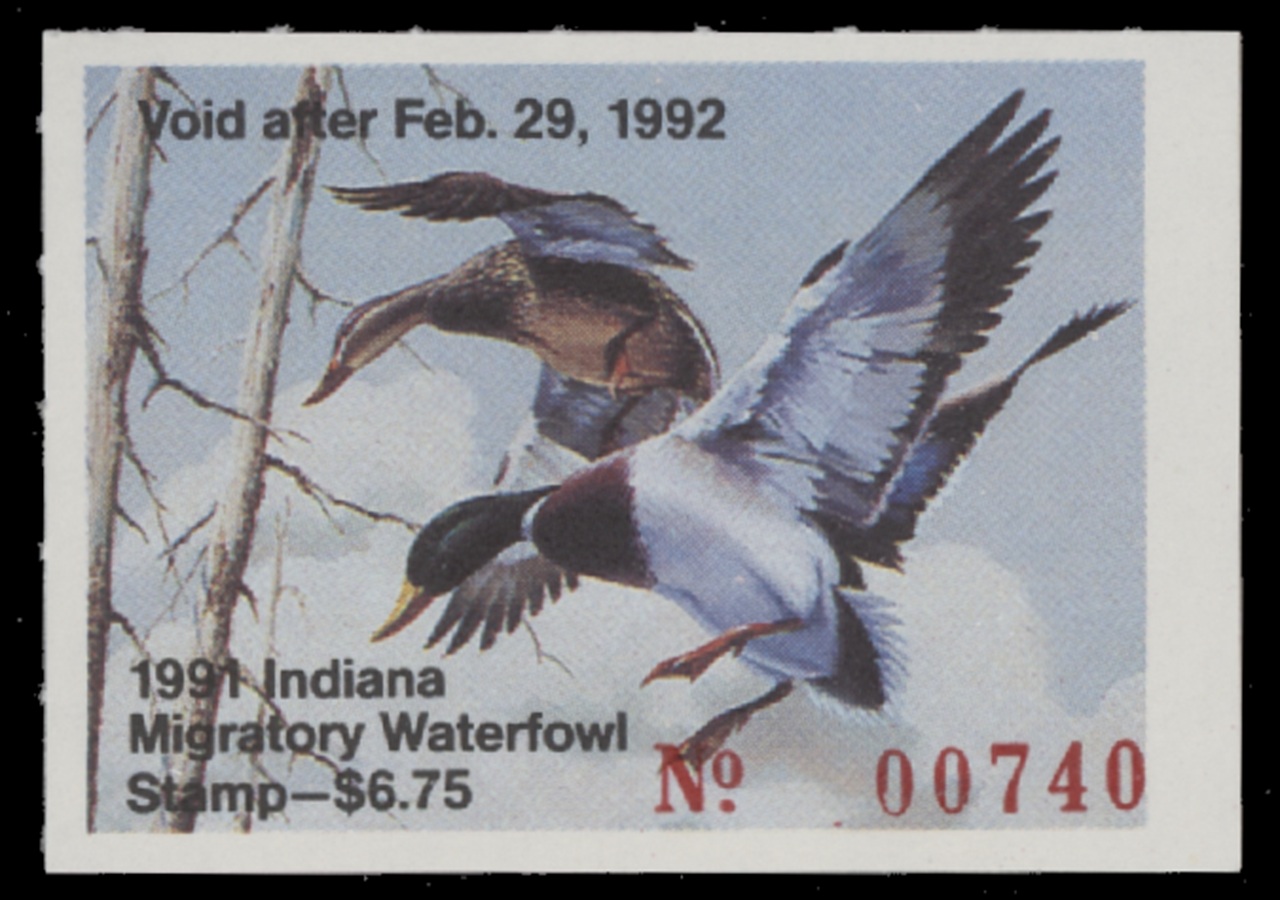 Void after Feb. 29, 1992
1991 Indiana
Migratory Waterfowl
Stamp—$6.75
Nº 00740